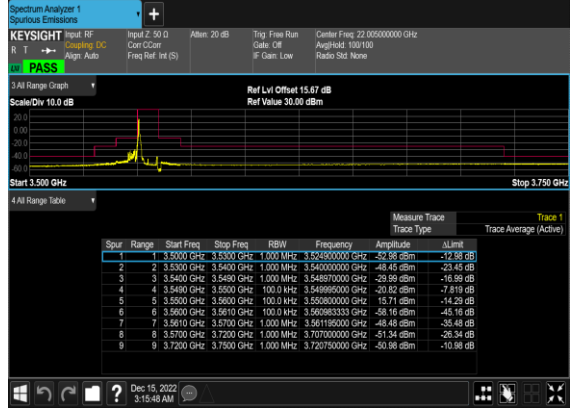 Spectrum Analyzer 1
Spurious Emissions
+
KEYSIGHT Input: RF Input Z: 50 Ω Atten: 20 dB Trig: Free Run Center Freq: 22.005000000 GHz
R T Coupling: DC Corr CCorr Gate: Off Avg|Hold: 100/100
Align: Auto Freq Ref: Int (S) IF Gain: Low Radio Std: None
PASS
3 All Range Graph
Ref Lvl Offset 15.67 dB
Scale/Div 10.0 dB Ref Value 30.00 dBm
20.0
0.00
-20.0
-40.0
-60.0
Start 3.500 GHz Stop 3.750 GHz
4 All Range Table
Measure Trace Trace 1
Trace Type Trace Average (Active)
Spur Range Start Freq Stop Freq RBW Frequency Amplitude ΔLimit
1 1 3.5000 GHz 3.5300 GHz 1.000 MHz 3.524900000 GHz -52.98 dBm -12.98 dB
2 2 3.5300 GHz 3.5400 GHz 1.000 MHz 3.540000000 GHz -48.45 dBm -23.45 dB
3 3 3.5400 GHz 3.5490 GHz 1.000 MHz 3.548970000 GHz -29.99 dBm -16.99 dB
4 4 3.5490 GHz 3.5500 GHz 100.0 kHz 3.549995000 GHz -20.82 dBm -7.819 dB
5 5 3.5500 GHz 3.5600 GHz 100.0 kHz 3.550800000 GHz 15.71 dBm -14.29 dB
6 6 3.5600 GHz 3.5610 GHz 100.0 kHz 3.560983333 GHz -58.16 dBm -45.16 dB
7 7 3.5610 GHz 3.5700 GHz 1.000 MHz 3.561195000 GHz -48.48 dBm -35.48 dB
8 8 3.5700 GHz 3.7200 GHz 1.000 MHz 3.707000000 GHz -51.34 dBm -26.34 dB
9 9 3.7200 GHz 3.7500 GHz 1.000 MHz 3.720750000 GHz -50.98 dBm -10.98 dB
? Dec 15, 2022
3:15:48 AM